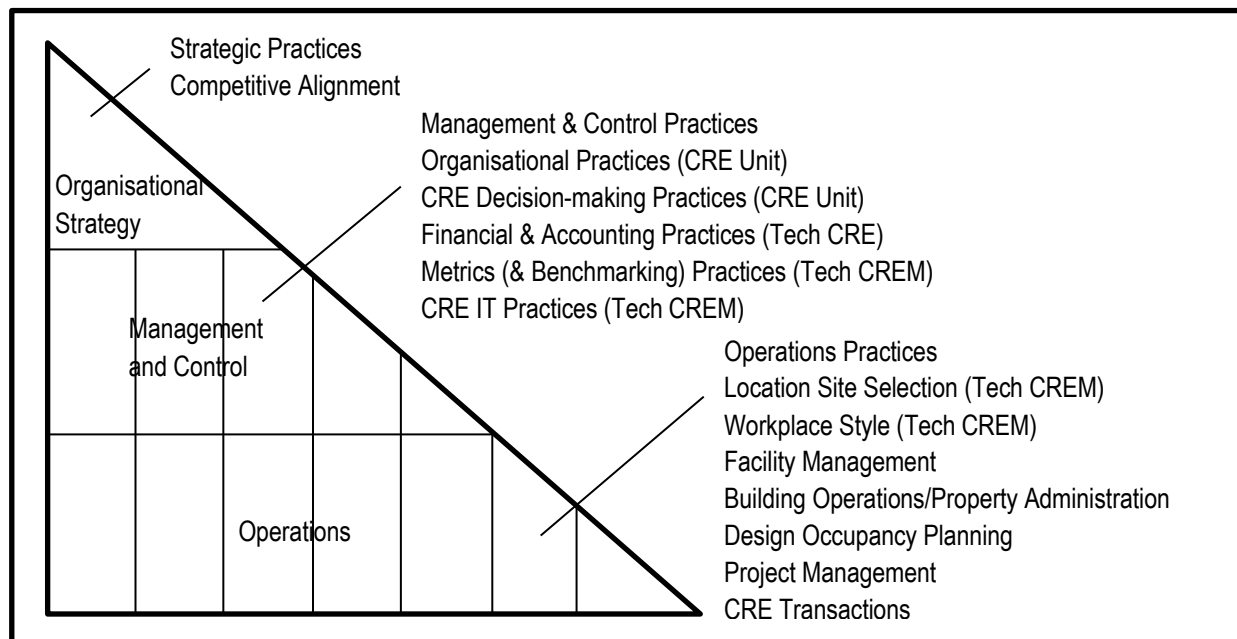 Strategic Practices
Competitive Alignment
Organisational
Strategy
Management & Control Practices
Organisational Practices (CRE Unit)
CRE Decision-making Practices (CRE Unit)
Financial & Accounting Practices (Tech CRE)
Metrics (& Benchmarking) Practices (Tech CREM)
CRE IT Practices (Tech CREM)
Management
and Control
Operations Practices
Location Site Selection (Tech CREM)
Workplace Style (Tech CREM)
Facility Management
Building Operations/Property Administration
Design Occupancy Planning
Project Management
CRE Transactions
Operations